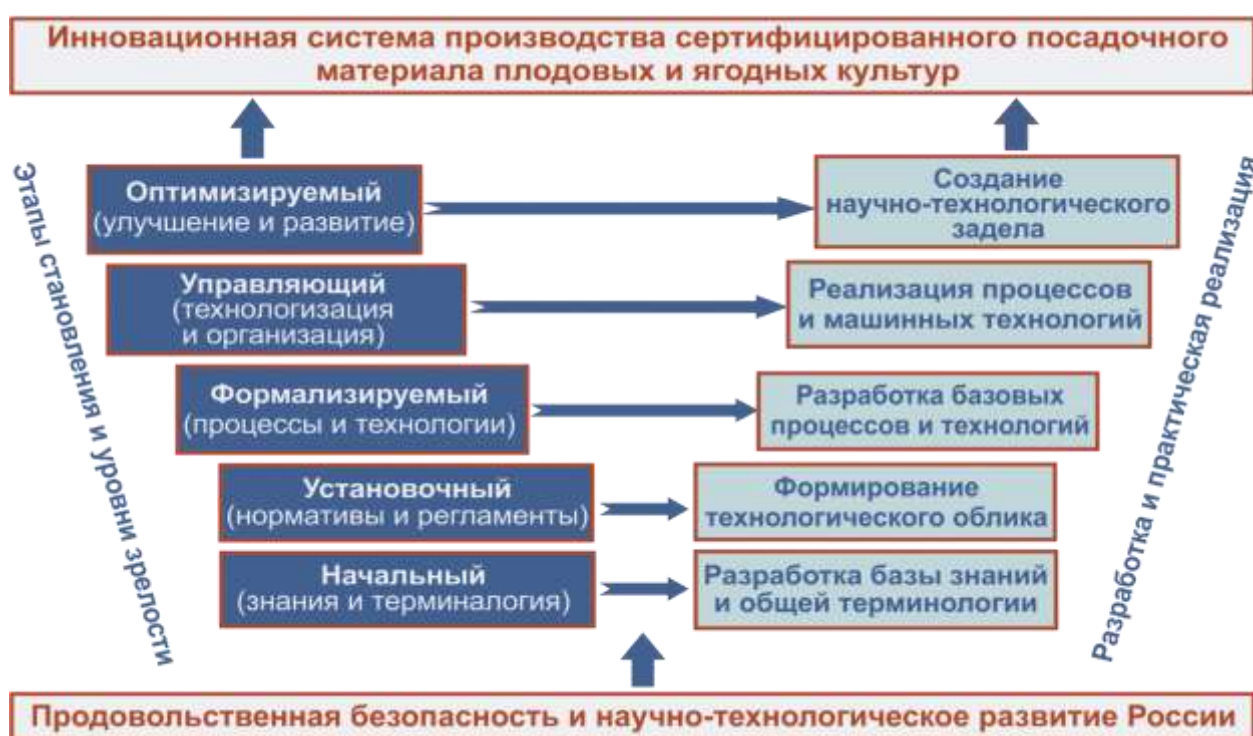 Инновационная система производства сертифицированного посадочного
материала плодовых и ягодных культур
Этапы становления и уровни зрелости
Оптимизируемый
(улучшение и развитие)
Создание
научно-технологического
задела
Управляющий
(технологизация
и организация)
Реализация процессов
и машинных технологий
Формализируемый
(процессы и технологии)
Разработка базовых
процессов и технологий
Установочный
(нормативы и регламенты)
Формирование
технологического облика
Начальный
(знания и терминалогия)
Разработка базы знаний
и общей терминологии
Разработка и практическая реализация
Продовольственная безопасность и научно-технологическое развитие России